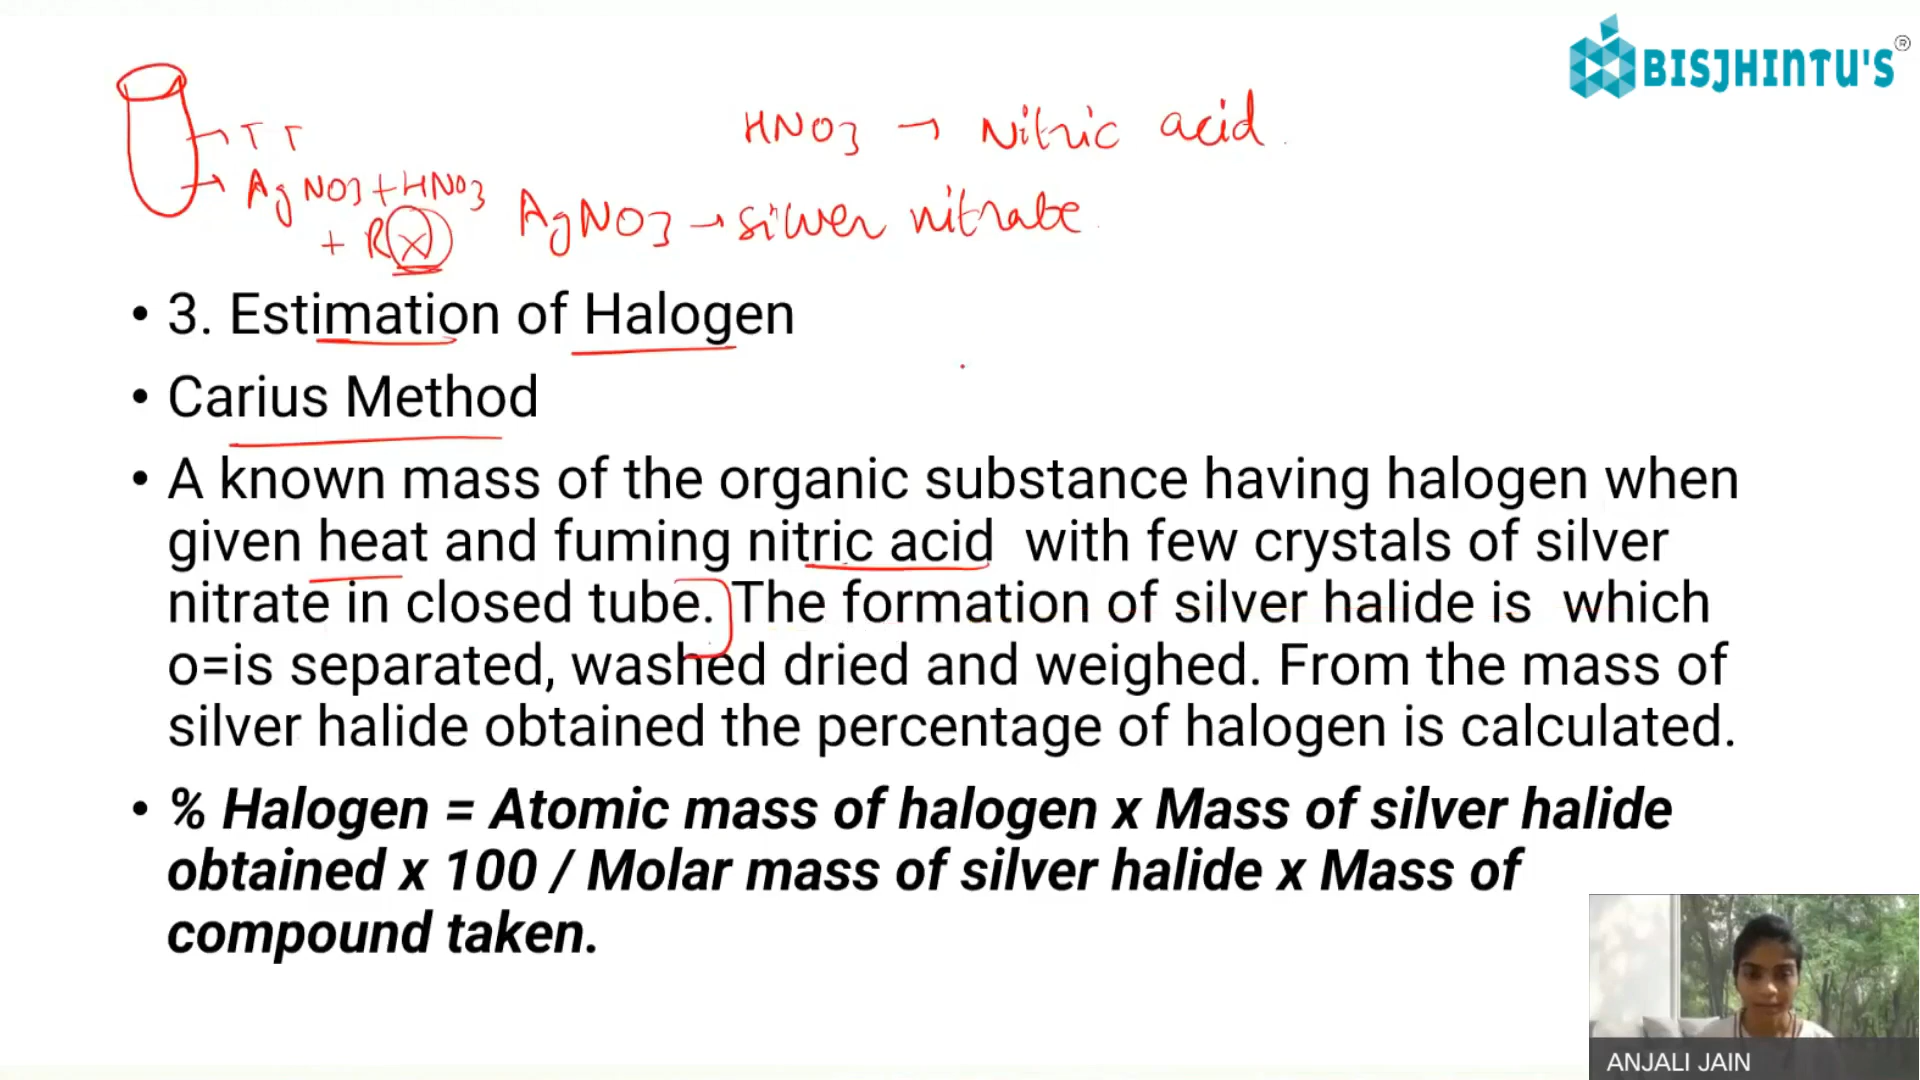 BISJHINTU'S®
TT
HNO3 → Nitric acid
AgNO3+HNO3
+ RX
AgNO3 → silver nitrate
• 3. Estimation of Halogen
• Carius Method
• A known mass of the organic substance having halogen when
given heat and fuming nitric acid with few crystals of silver
nitrate in closed tube. The formation of silver halide is which
o=is separated, washed dried and weighed. From the mass of
silver halide obtained the percentage of halogen is calculated.
• % Halogen = Atomic mass of halogen x Mass of silver halide
obtained x 100 / Molar mass of silver halide x Mass of
compound taken.
ANJALI JAIN